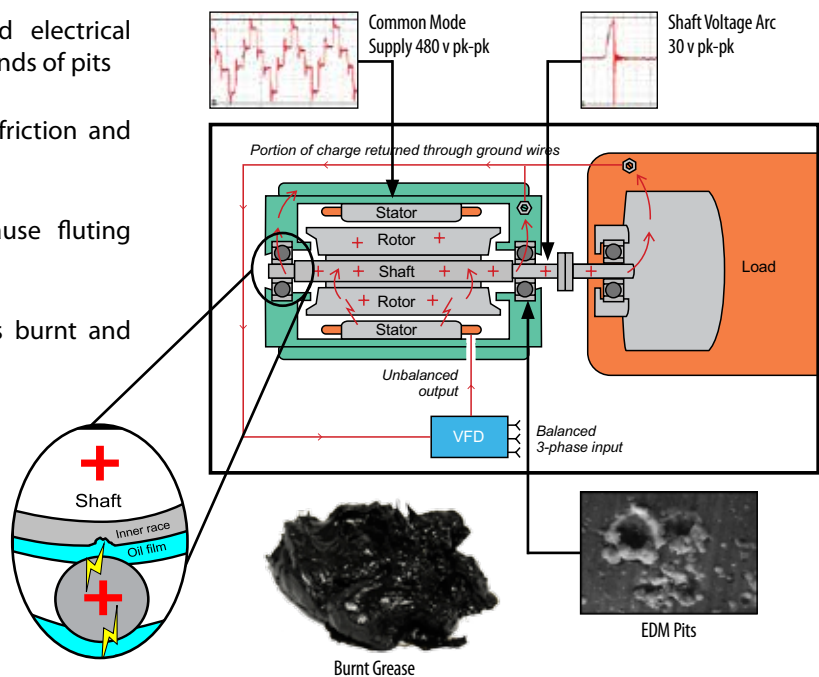 d electrical
nds of pits
friction and
use fluting
s burnt and
Common Mode
Supply 480 v pk-pk
Shaft Voltage Arc
30 v pk-pk
Portion of charge returned through ground wires
Stator
Rotor
Shaft
Rotor
Stator
Load
Unbalanced
output
VFD
Balanced
3-phase input
Shaft
Inner race
Oil film
Burnt Grease
EDM Pits